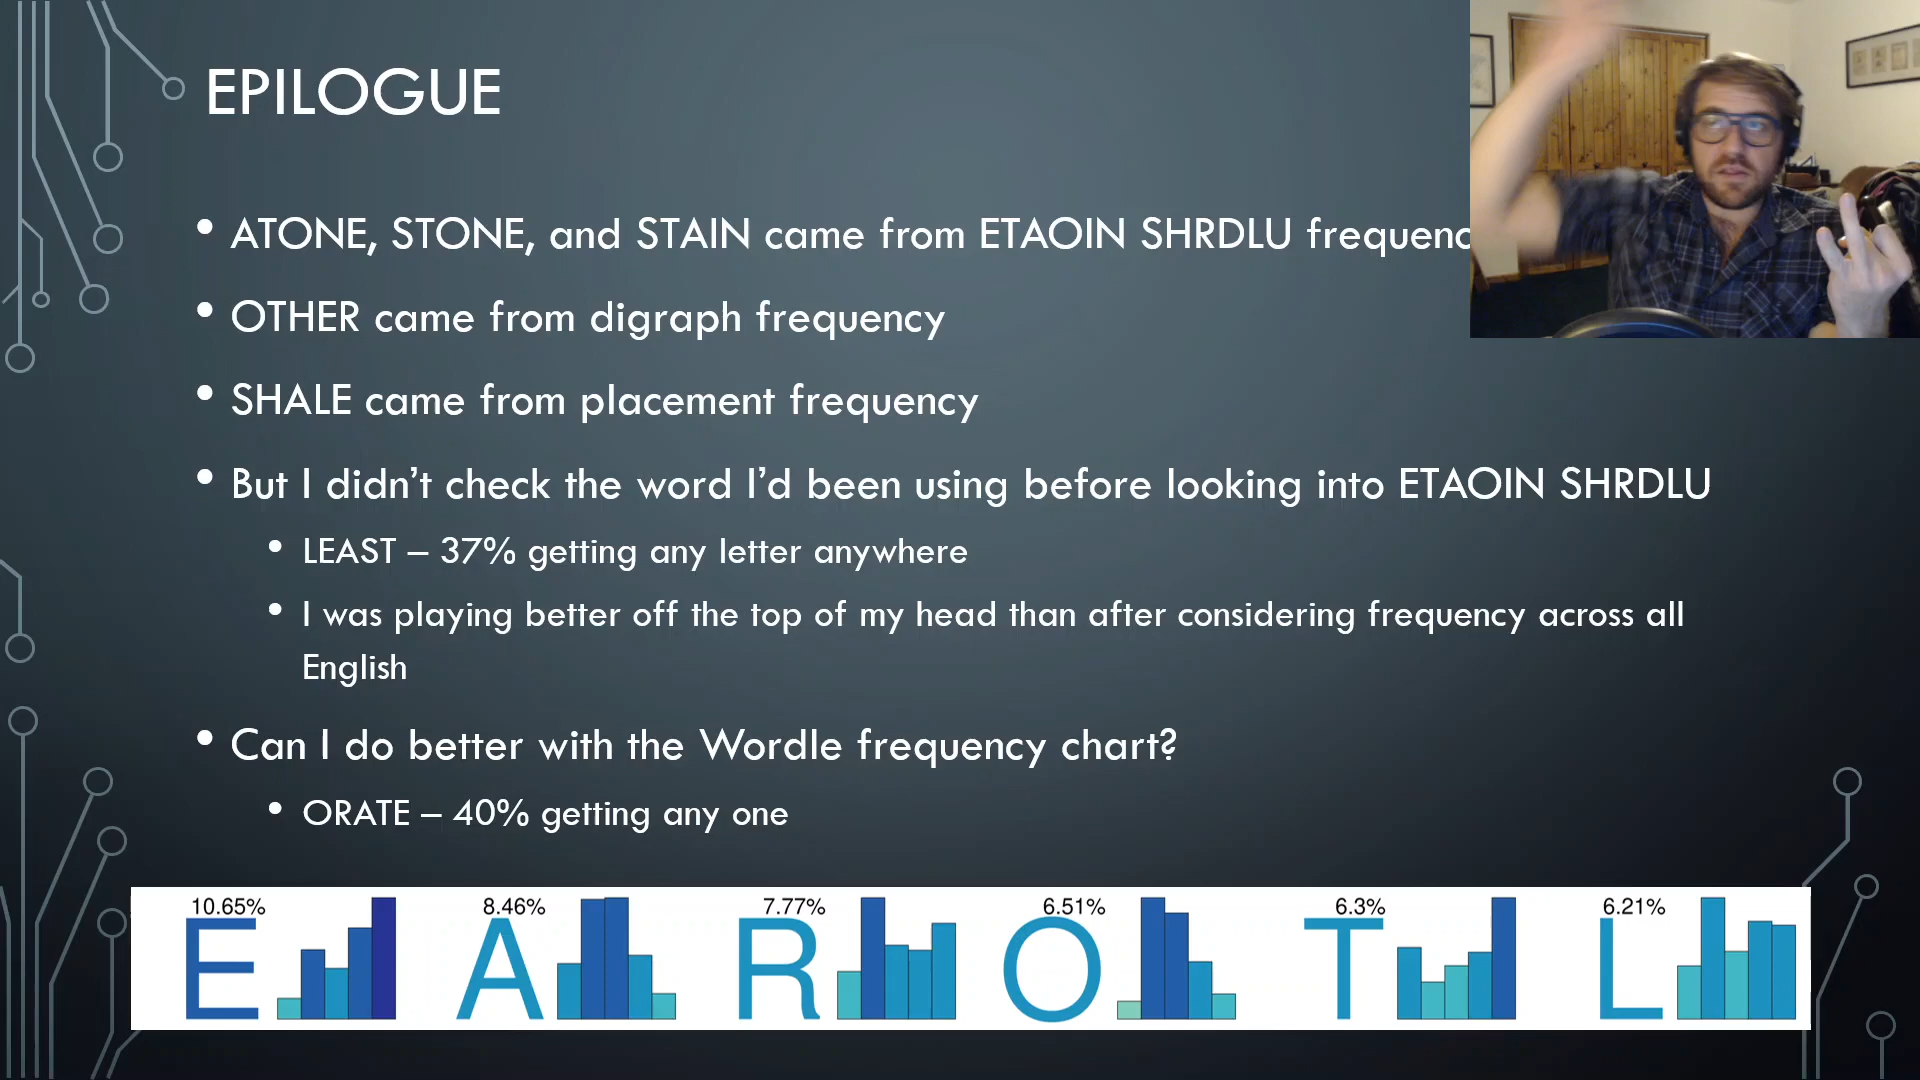 EPILOGUE
• ATONE, STONE, and STAIN came from ETAOIN SHRDLU
• OTHER came from digraph frequency
• SHALE came from placement frequency
• But I didn’t check the word I’d been using before looking into ETAOIN SHRDLU
• LEAST – 37% getting any letter anywhere
• I was playing better off the top of my head than after considering frequency across all
English
• Can I do better with the Wordle frequency chart?
• ORATE – 40% getting any one
10.65% 8.46% 7.77% 6.51% 6.3% 6.21%
E A R O T L